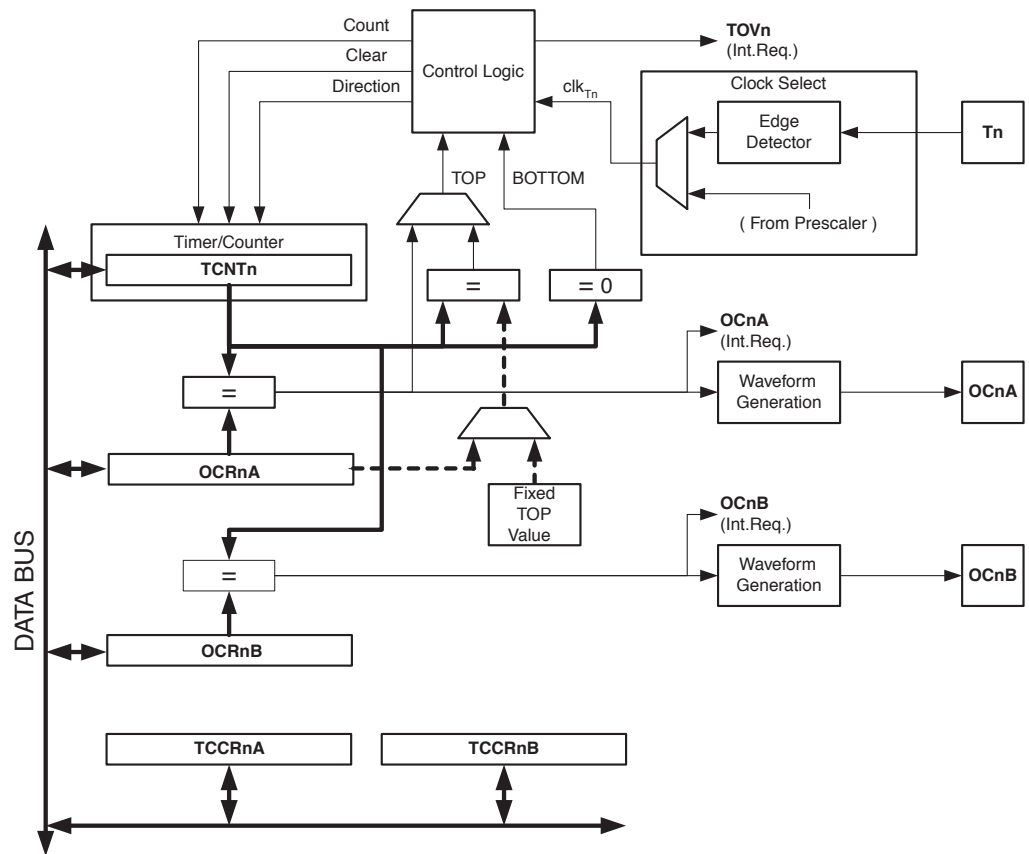 Count
Clear
Direction
Control Logic
TOVn
(Int.Req.)
clkTn
Clock Select
Edge
Detector
Tn
( From Prescaler )
TOP
BOTTOM
Timer/Counter
TCNTn
=
= 0
OCnA
(Int.Req.)
=
Waveform
Generation
OCnA
OCRnA
Fixed
TOP
Value
OCnB
(Int.Req.)
=
Waveform
Generation
OCnB
OCRnB
DATA BUS
TCCRnA
TCCRnB